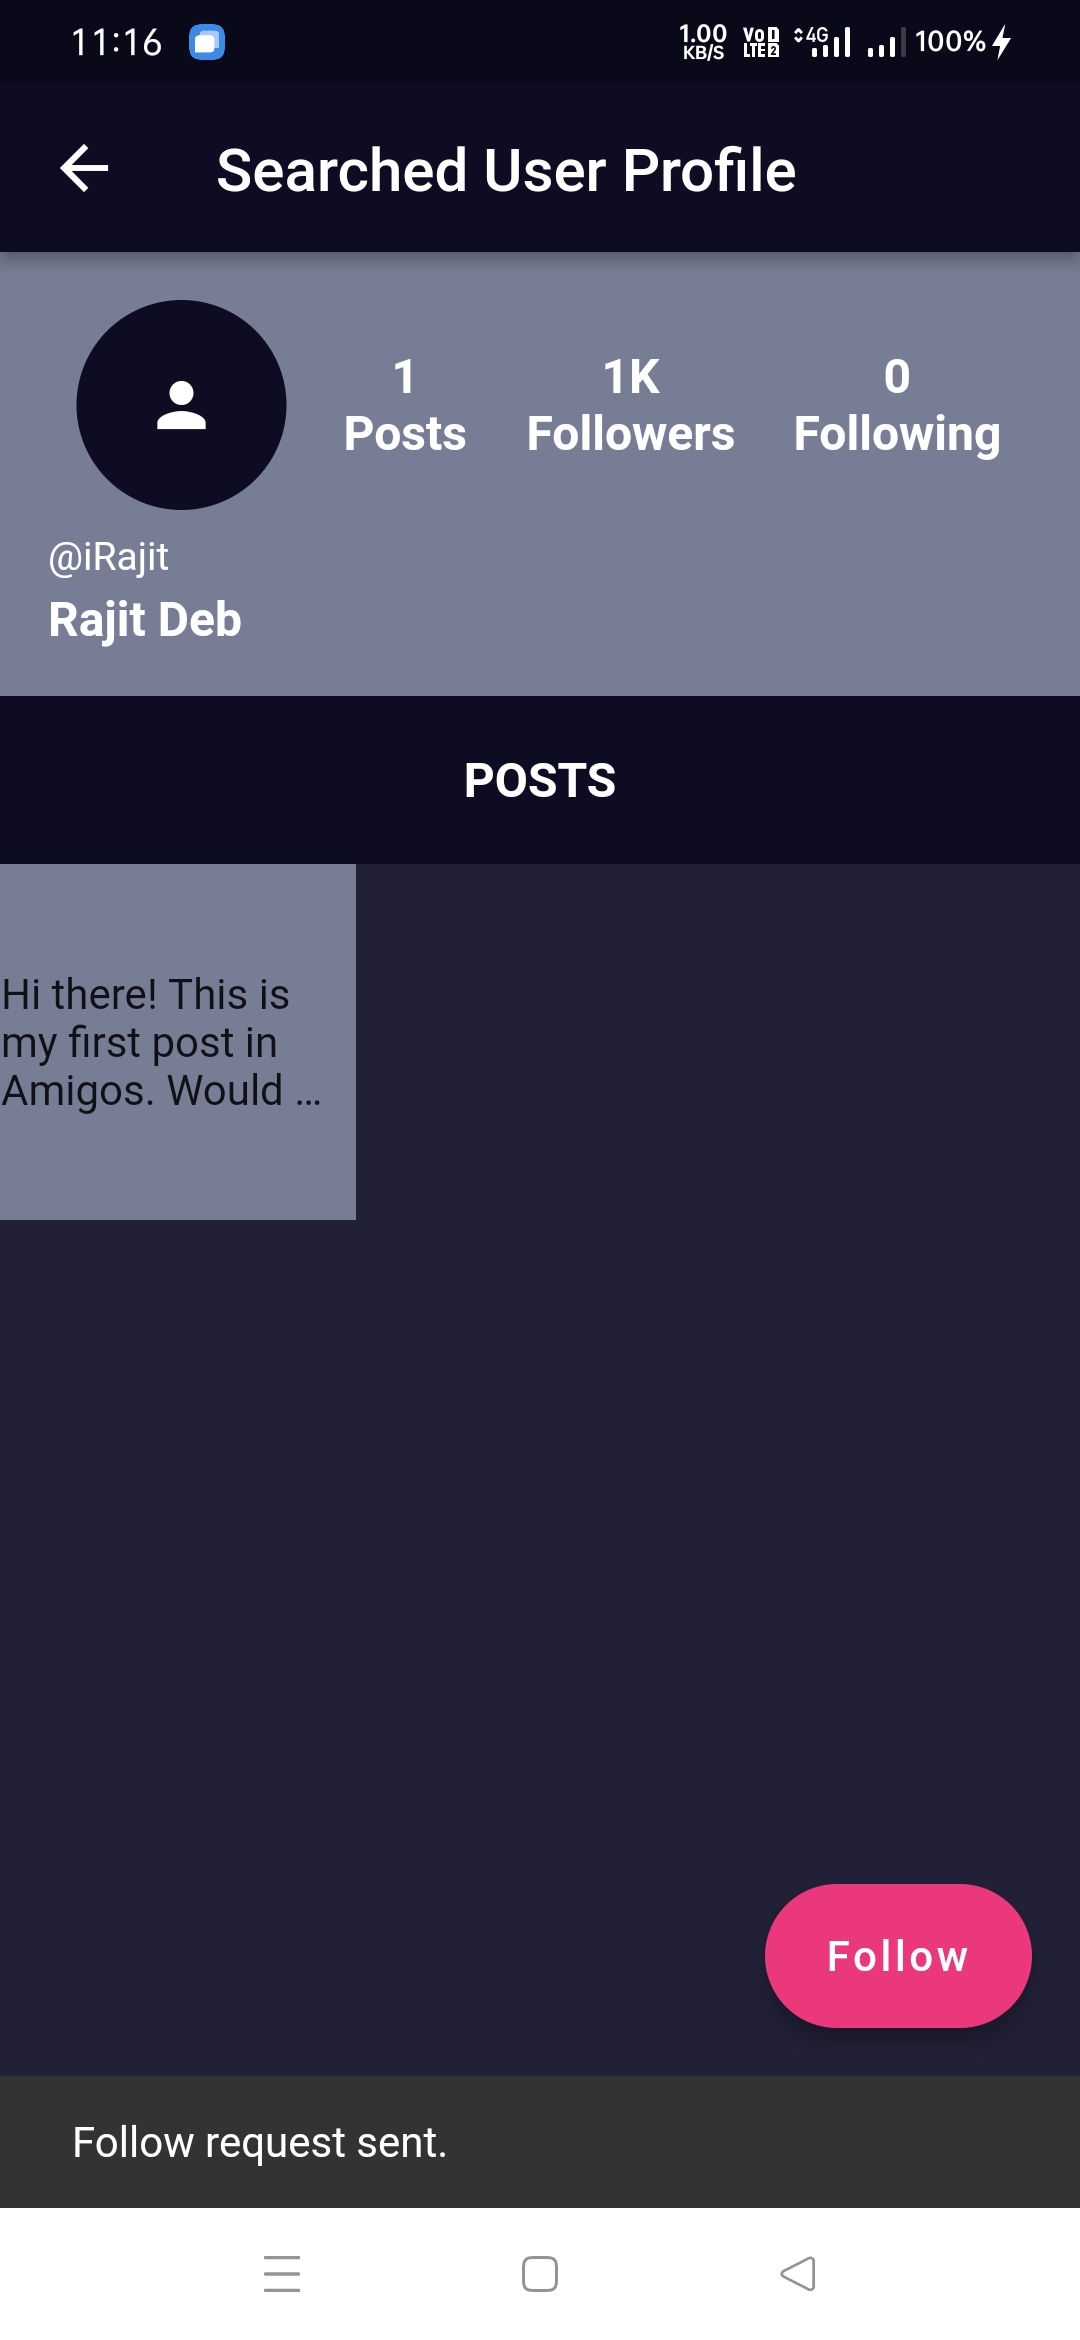 11:16
1.00 KB/S Vo 1 LTE 2 4G 100%
Searched User Profile
1 1K 0
Posts Followers Following
@iRajit
Rajit Deb
POSTS
Hi there! This is
my first post in
Amigos. Would ...
Follow
Follow request sent.